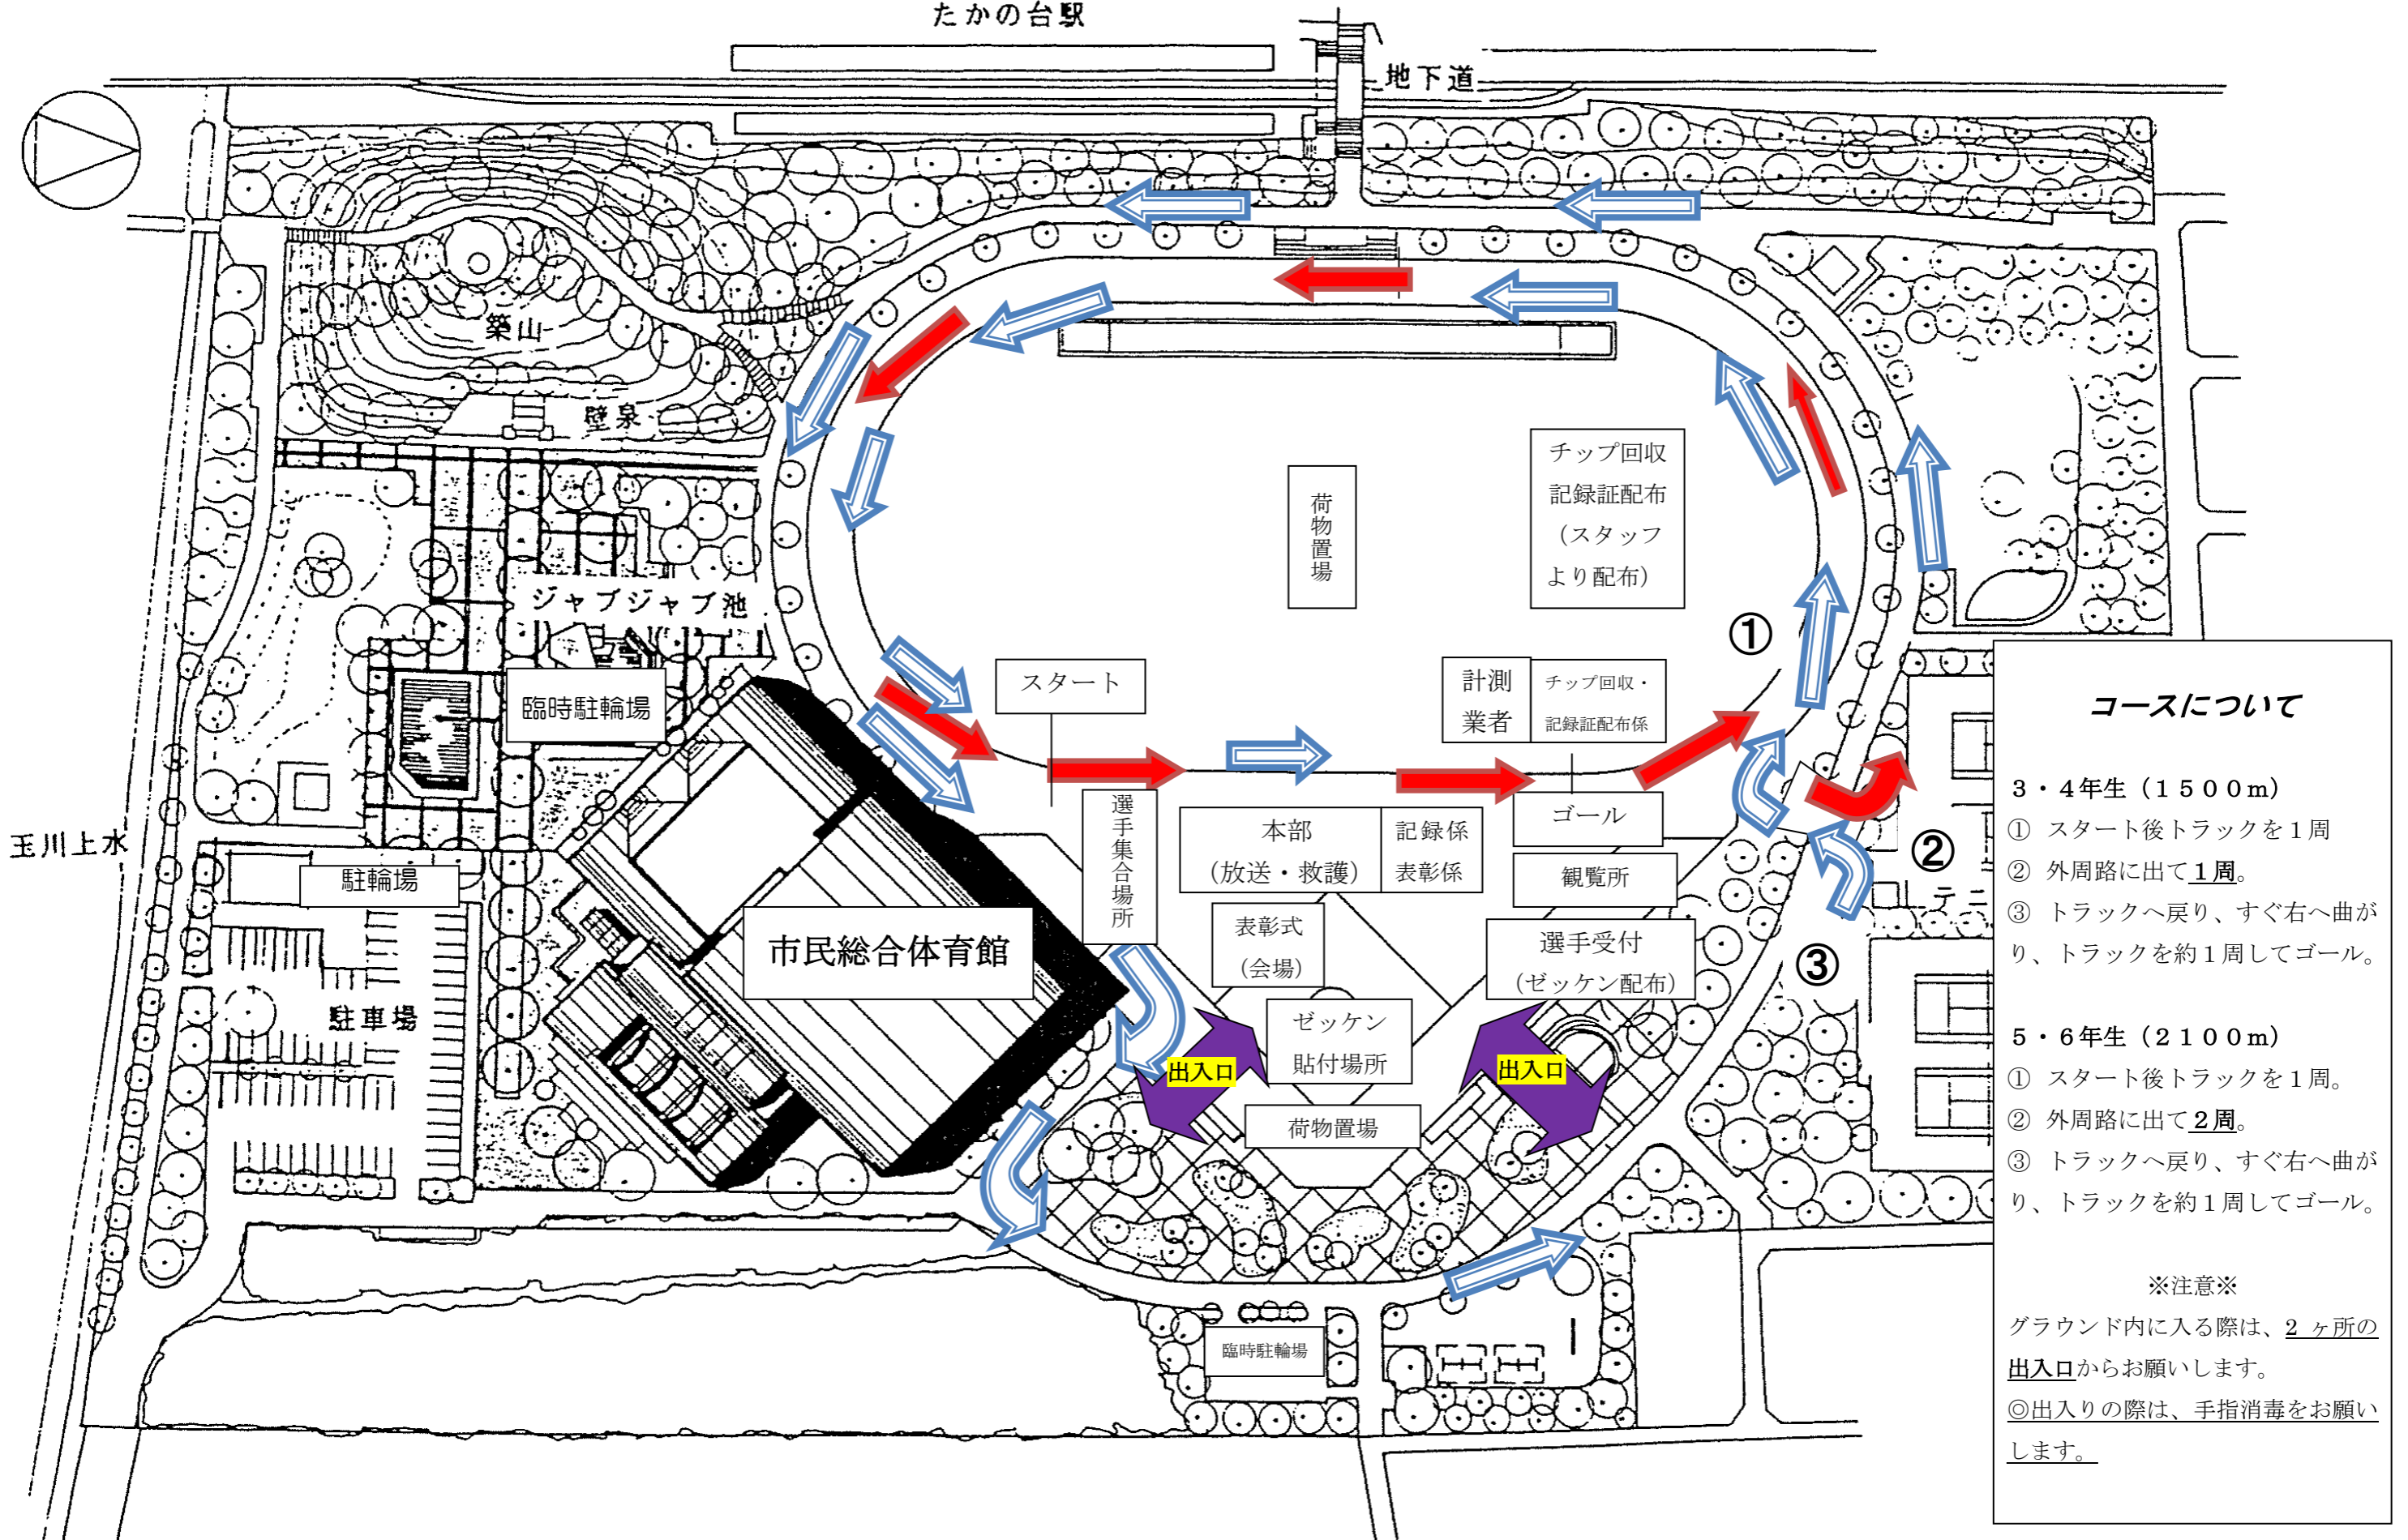 たかの台駅
地下道
築山
壁泉
チップ回収
記録証配布
(スタッフ
より配布)
荷物置場
ジャブジャブ池
①
臨時駐輪場
スタート
計測
業者
チップ回収・
記録証配布係
玉川上水
駐輪場
選手集合場所
本部
(放送・救護)
記録係
表彰係
ゴール
観覧所
②
テニ
市民総合体育館
表彰式
(会場)
選手受付
(ゼッケン配布)
③
駐車場
ゼッケン
貼付場所
出入口
出入口
荷物置場
臨時駐輪場
コースについて
3・4年生(1500m)
① スタート後トラックを1周
② 外周路に出て1周。
③ トラックへ戻り、すぐ右へ曲が
り、トラックを約1周してゴール。
5・6年生(2100m)
① スタート後トラックを1周。
② 外周路に出て2周。
③ トラックへ戻り、すぐ右へ曲が
り、トラックを約1周してゴール。
※注意※
グラウンド内に入る際は、2ヶ所の
出入口からお願いします。
◎出入りの際は、手指消毒をお願い
します。